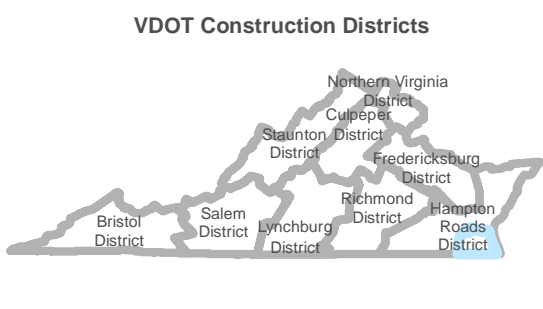 VDOT Construction Districts
Northern Virginia
District
Culpeper
District
Staunton
District
Fredericksburg
District
Richmond
District
Hampton
Roads
District
Salem
District
Lynchburg
District
Bristol
District